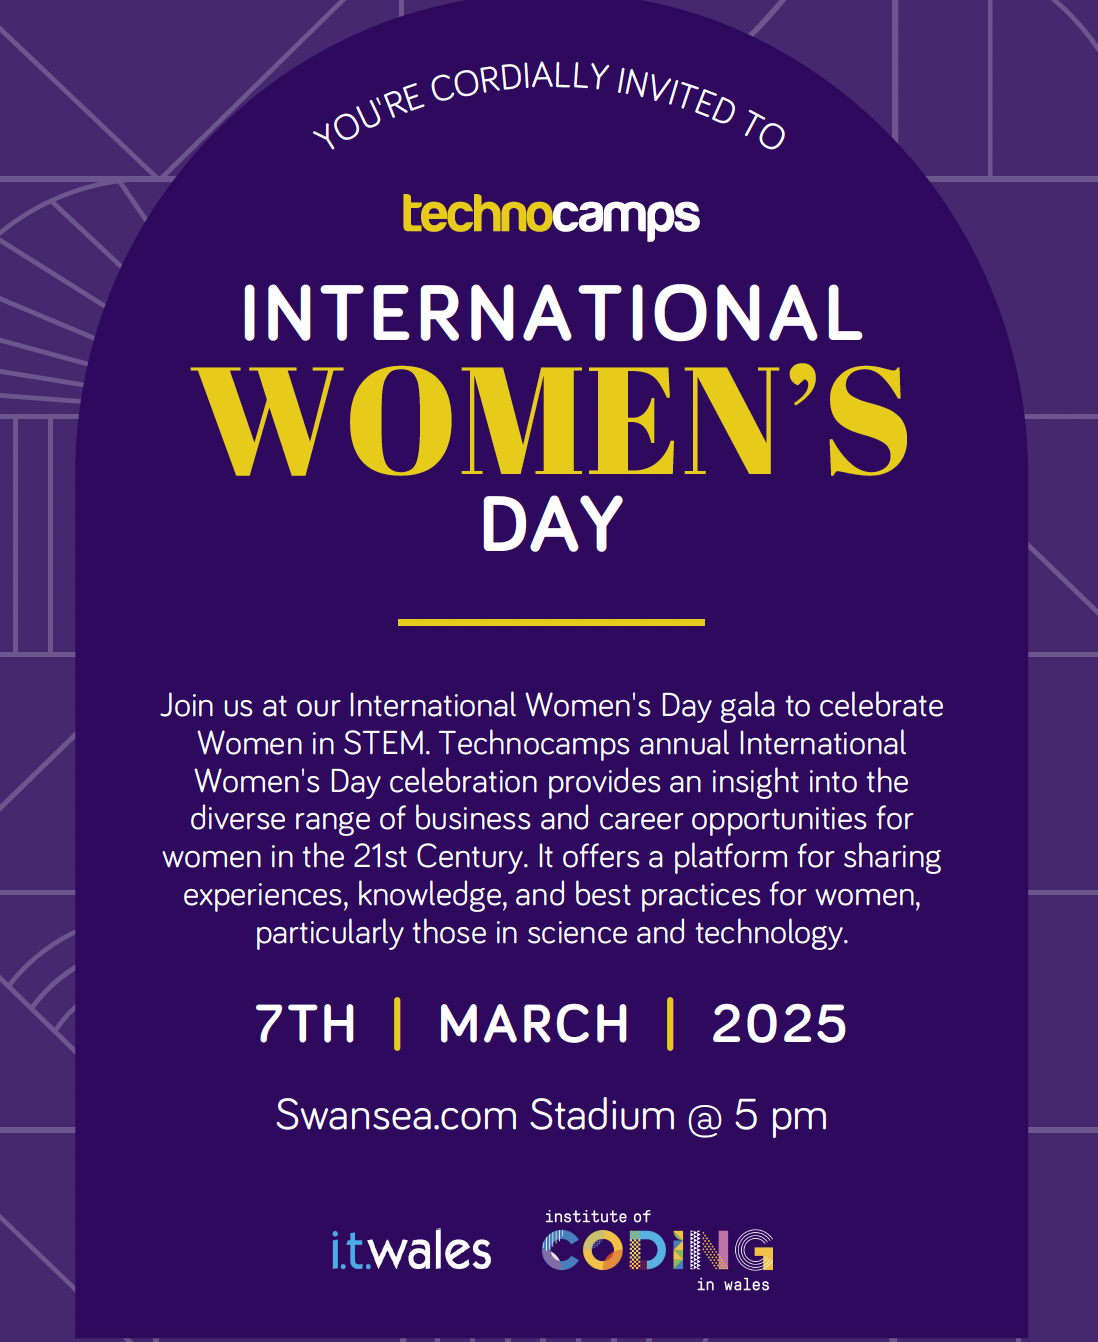 YOU'RE CORDIALLY INVITED TO
technocamps
INTERNATIONAL
WOMEN’S
DAY
Join us at our International Women's Day gala to celebrate
Women in STEM. Technocamps annual International
Women's Day celebration provides an insight into the
diverse range of business and career opportunities for
women in the 21st Century. It offers a platform for sharing
experiences, knowledge, and best practices for women,
particularly those in science and technology.
7TH | MARCH | 2025
Swansea.com Stadium @ 5 pm
i.t.wales
institute of
CODING
in wales